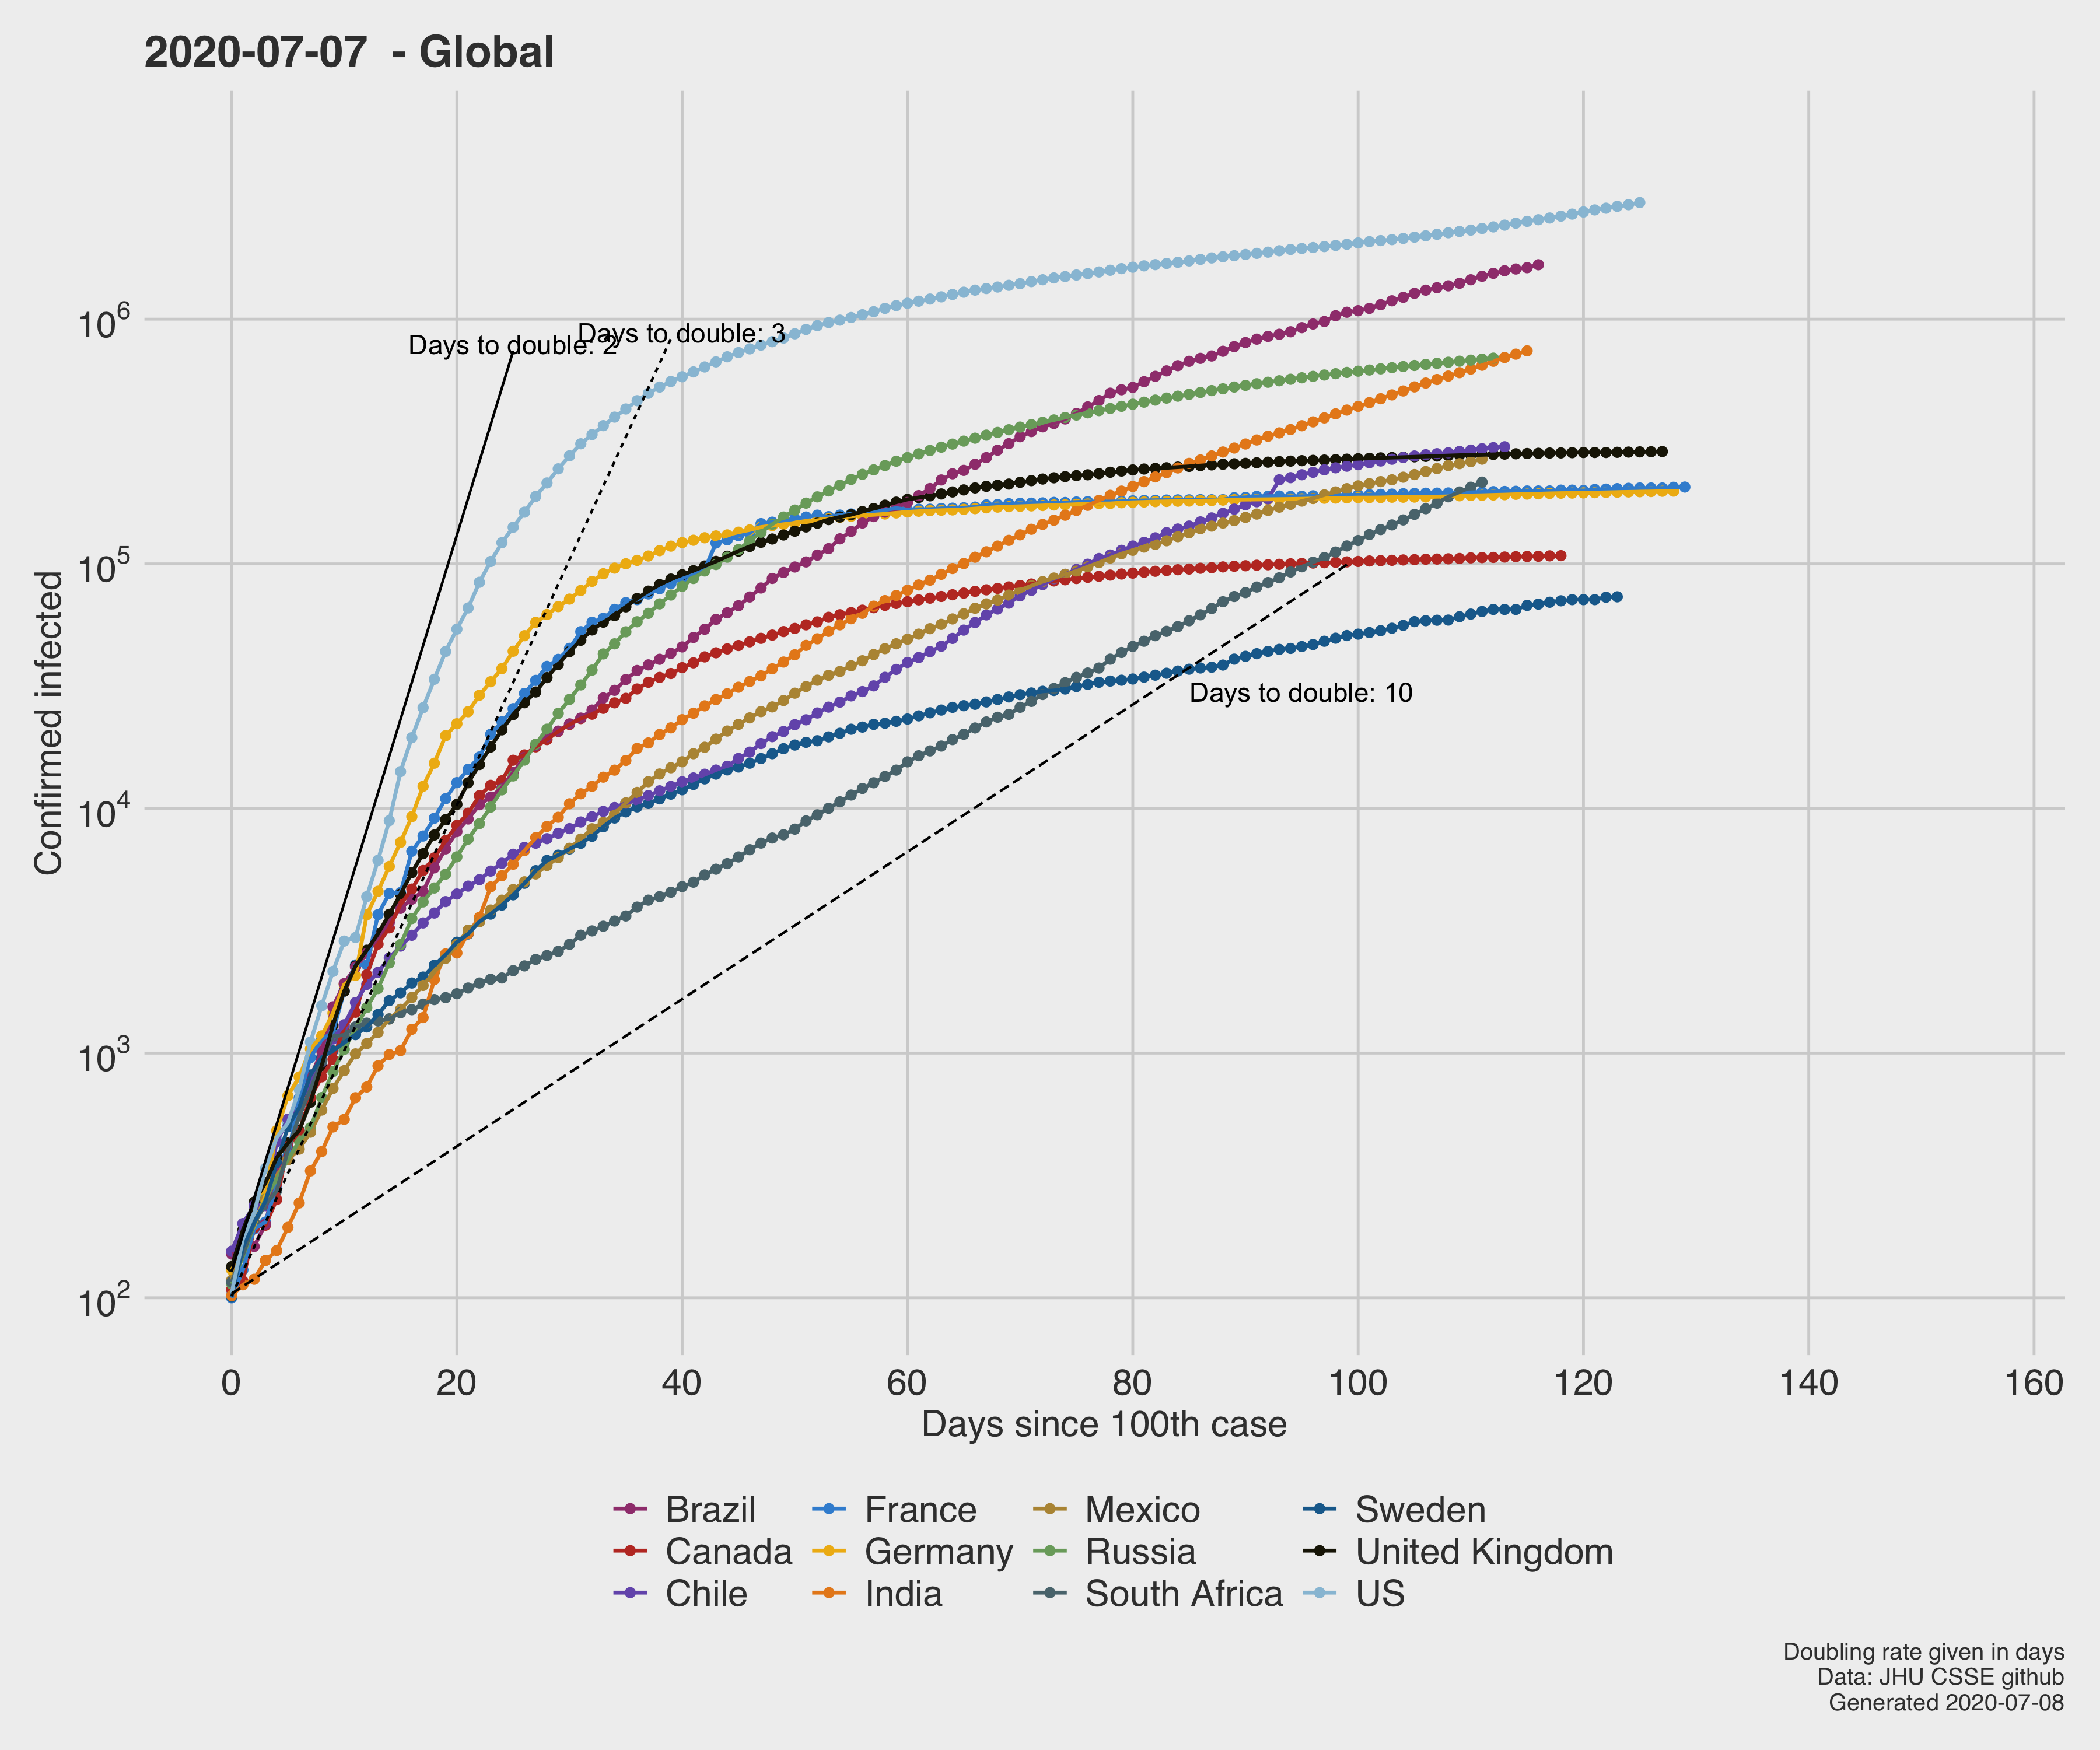 2020-07-07  - Global
Confirmed infected
10^6
10^5
10^4
10^3
10^2
Days to double: 2
Days to double: 3
Days to double: 10
0 20 40 60 80 100 120 140 160
Days since 100th case
Brazil France Mexico Sweden
Canada Germany Russia United Kingdom
Chile India South Africa US
Doubling rate given in days
Data: JHU CSSE github
Generated 2020-07-08